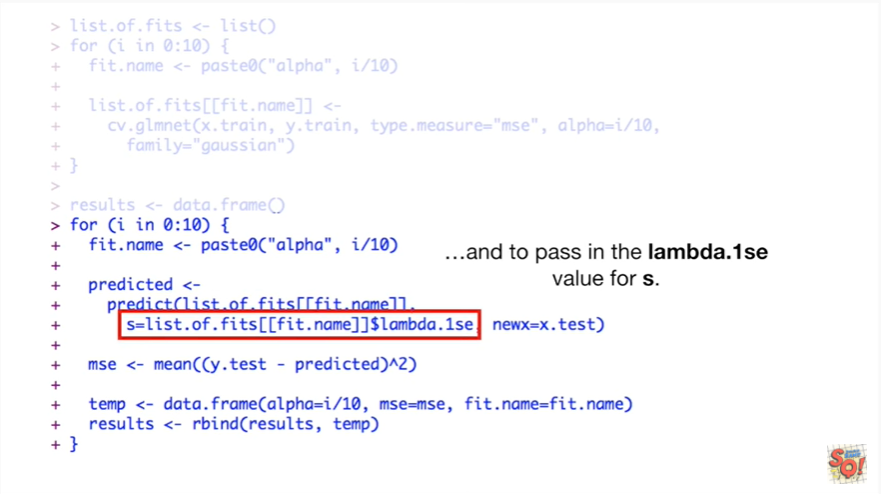 > list.of.fits <- list()
> for (i in 0:10) {
+   fit.name <- paste0("alpha", i/10)
+
+   list.of.fits[[fit.name]] <-
+     cv.glmnet(x.train, y.train, type.measure="mse", alpha=i/10,
+       family="gaussian")
+ }
>
> results <- data.frame()
> for (i in 0:10) {
+   fit.name <- paste0("alpha", i/10)
+
+   predicted <-
+     predict(list.of.fits[[fit.name]],
+       s=list.of.fits[[fit.name]]$lambda.1se, newx=x.test)
+
+   mse <- mean((y.test - predicted)^2)
+
+   temp <- data.frame(alpha=i/10, mse=mse, fit.name=fit.name)
+   results <- rbind(results, temp)
+ }
…and to pass in the lambda.1se
value for s.
SQ!